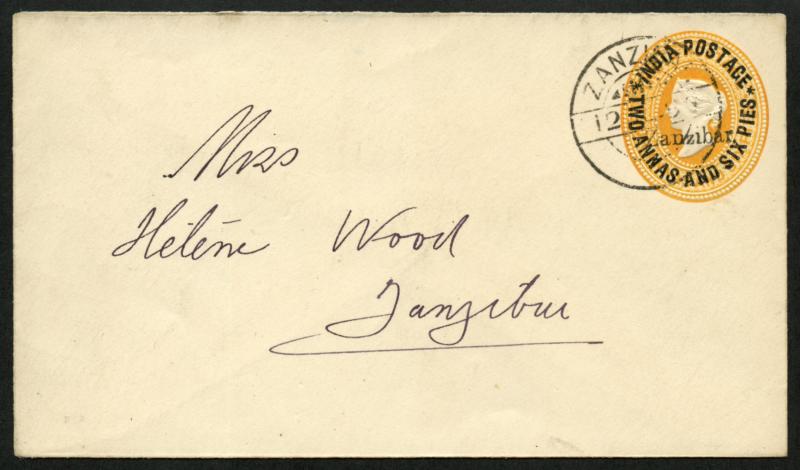 ZANZI
12
INDIA POSTAGE
TWO ANNAS AND SIX PIES
Zanzibar.
Miss
Helène Wood
Zanzibar